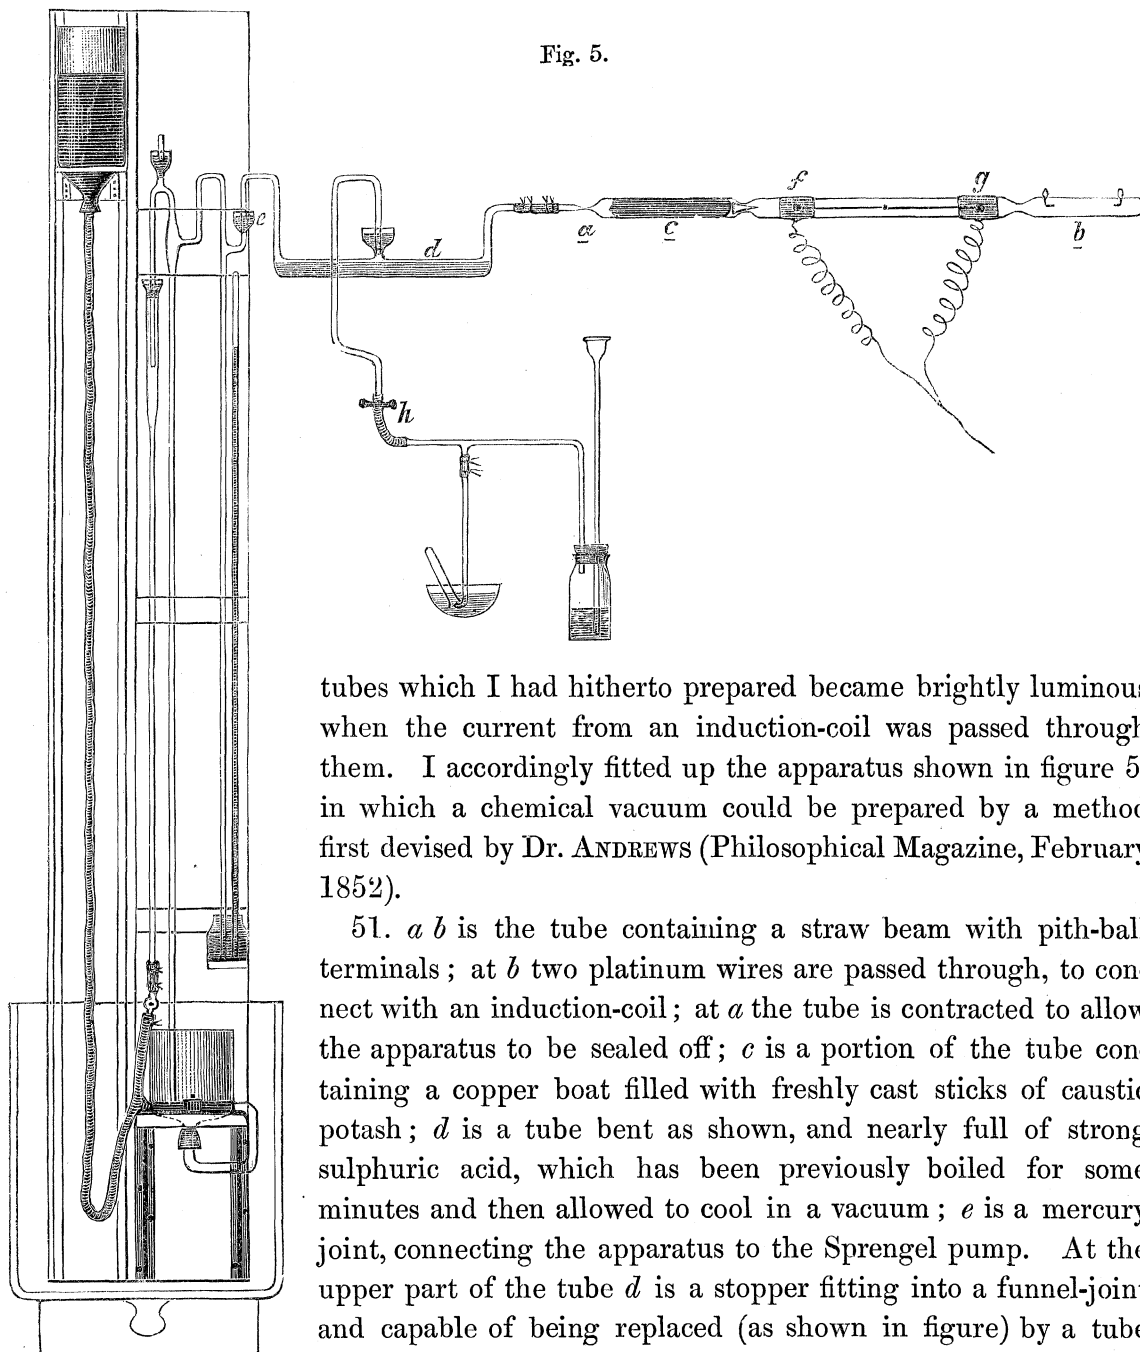 Fig. 5.
f
g
e
d
a
c
b
h
tubes which I had hitherto prepared became brightly luminous
when the current from an induction-coil was passed through
them. I accordingly fitted up the apparatus shown in figure 5
in which a chemical vacuum could be prepared by a method
first devised by Dr. ANDREWS (Philosophical Magazine, February
1852).
51. a b is the tube containing a straw beam with pith-ball
terminals; at b two platinum wires are passed through, to con-
nect with an induction-coil; at a the tube is contracted to allow
the apparatus to be sealed off; c is a portion of the tube con-
taining a copper boat filled with freshly cast sticks of caustic
potash; d is a tube bent as shown, and nearly full of strong
sulphuric acid, which has been previously boiled for some
minutes and then allowed to cool in a vacuum; e is a mercury
joint, connecting the apparatus to the Sprengel pump. At the
upper part of the tube d is a stopper fitting into a funnel-joint
and capable of being replaced (as shown in figure) by a tube